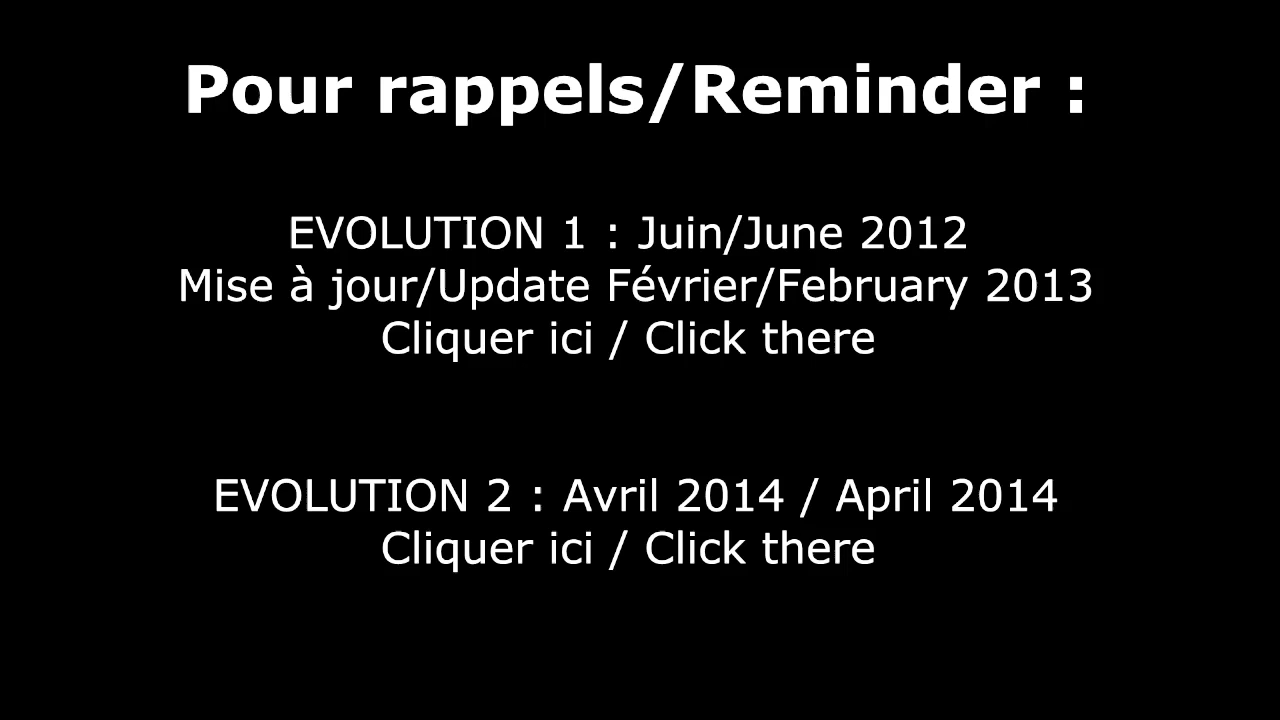 Pour rappels/Reminder :
EVOLUTION 1 : Juin/June 2012
Mise à jour/Update Février/February 2013
Cliquer ici / Click there
EVOLUTION 2 : Avril 2014 / April 2014
Cliquer ici / Click there